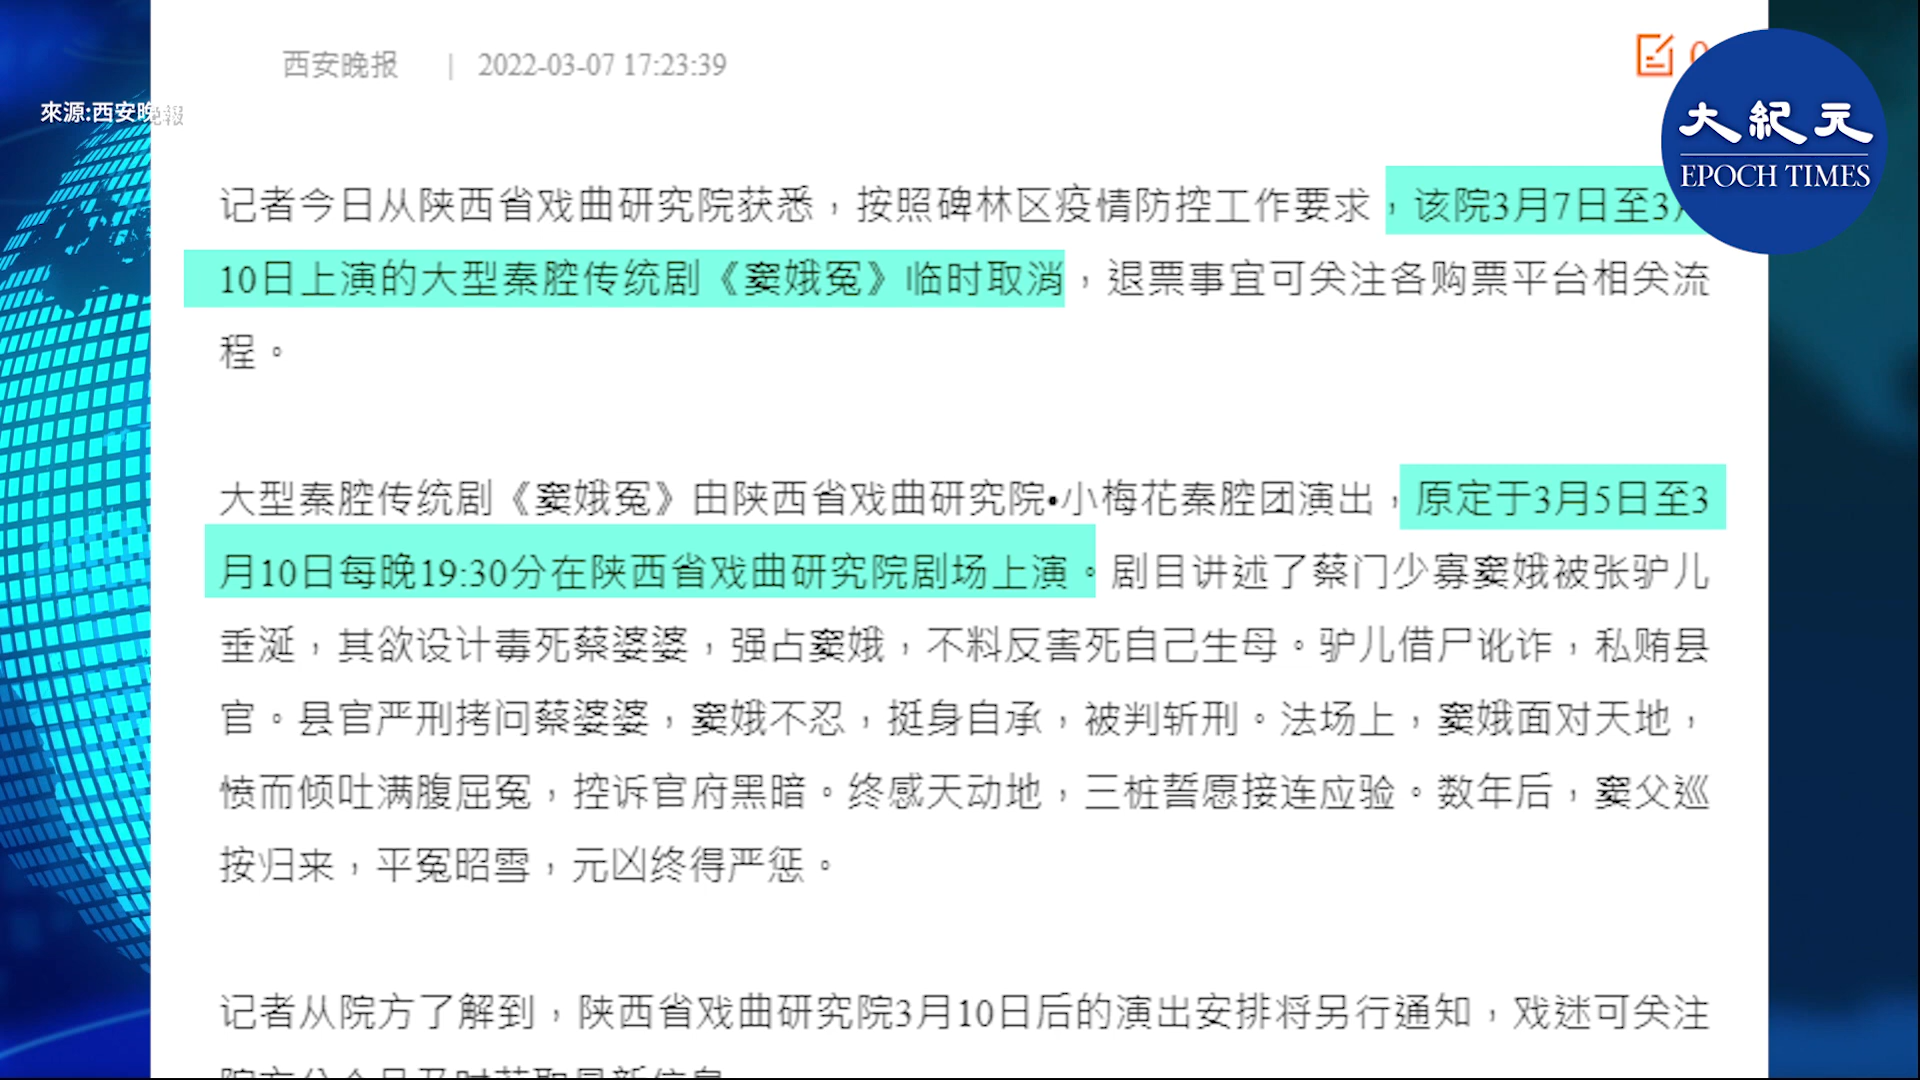 西安晚报 | 2022-03-07 17:23:39
來源:西安晚報
大紀元
EPOCH TIMES
记者今日从陕西省戏曲研究院获悉，按照碑林区疫情防控工作要求，该院3月7日至3月
10日上演的大型秦腔传统剧《窦娥冤》临时取消，退票事宜可关注各购票平台相关流
程。
大型秦腔传统剧《窦娥冤》由陕西省戏曲研究院•小梅花秦腔团演出，原定于3月5日至3
月10日每晚19:30分在陕西省戏曲研究院剧场上演。剧目讲述了蔡门少寡窦娥被张驴儿
垂涎，其欲设计毒死蔡婆婆，强占窦娥，不料反害死自己生母。驴儿借尸讹诈，私贿县
官。县官严刑拷问蔡婆婆，窦娥不忍，挺身自承，被判斩刑。法场上，窦娥面对天地，
愤而倾吐满腹屈冤，控诉官府黑暗。终感天动地，三桩誓愿接连应验。数年后，窦父巡
按归来，平冤昭雪，元凶终得严惩。
记者从院方了解到，陕西省戏曲研究院3月10日后的演出安排将另行通知，戏迷可关注